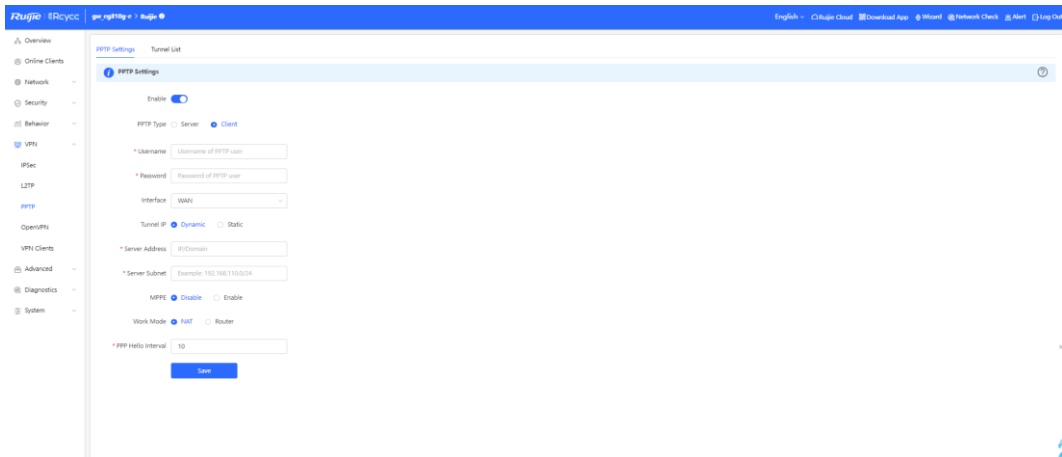 Ruijie Rcycc gw_rg310g-e > Ruijie English Ruijie Cloud Download App Wizard Network Check Alert Log Out
Overview
Online Clients
Network
Security
Behavior
VPN
IPSec
L2TP
PPTP
OpenVPN
VPN Clients
Advanced
Diagnostics
System
PPTP Settings Tunnel List
PPTP Settings
Enable
PPTP Type Server Client
* Username Username of PPTP user
* Password Password of PPTP user
Interface WAN
Tunnel IP Dynamic Static
* Server Address IP/Domain
* Server Subnet Example: 192.168.110.0/24
MPPE Disable Enable
Work Mode NAT Router
* PPP Hello Interval 10
Save